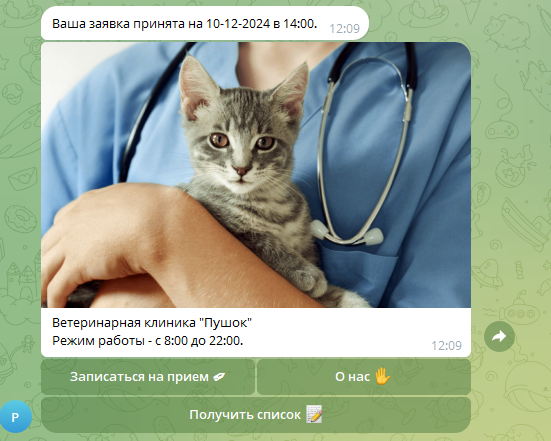 Ваша заявка принята на 10-12-2024 в 14:00.
12:09
Ветеринарная клиника "Пушок"
Режим работы - с 8:00 до 22:00.
12:09
Записаться на прием ✒
О нас ✋
Получить список 📝
P